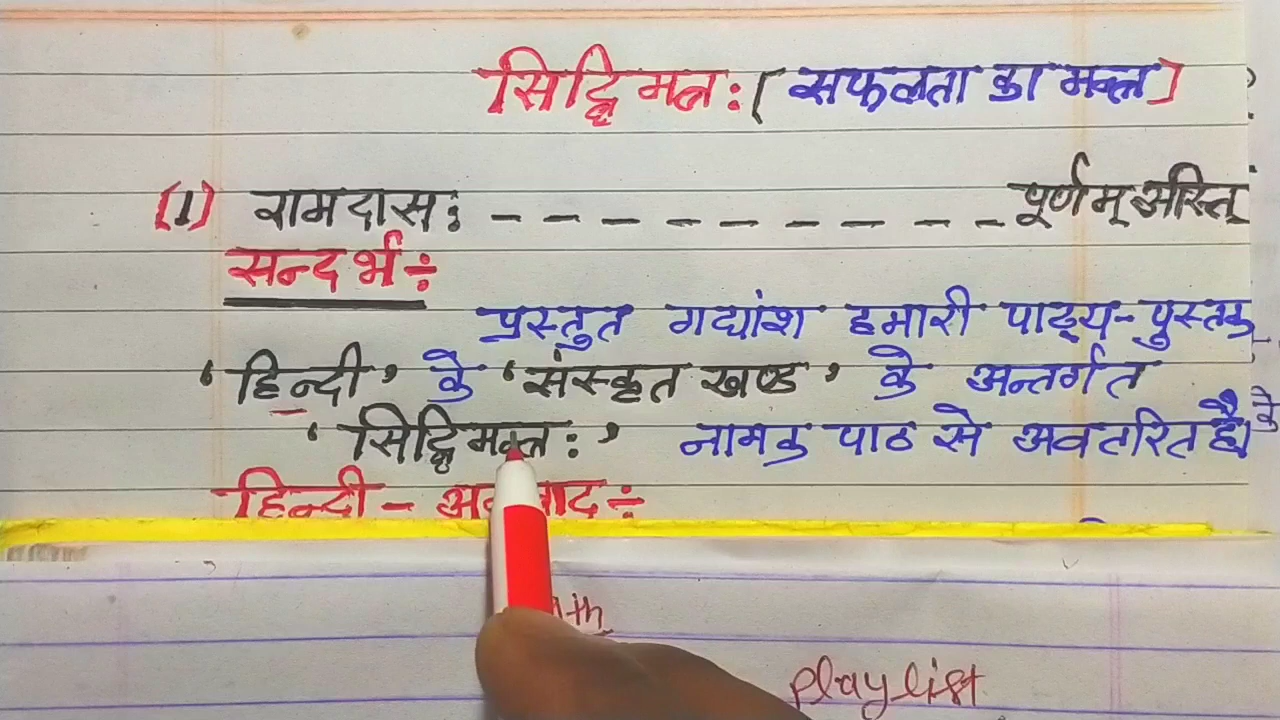 सिद्धिमन्त्रः (सफलता का मन्त्र)
(1) रामदासः - - - - - - - - - पूर्णम् अस्ति
सन्दर्भ ÷
प्रस्तुत गद्यांश हमारी पाठ्य-पुस्तक
'हिन्दी' के 'संस्कृत खण्ड' के अन्तर्गत के
'सिद्धिमन्त्रः' नामक पाठ से अवतरित है।
हिन्दी - अनुवाद ÷
playlist